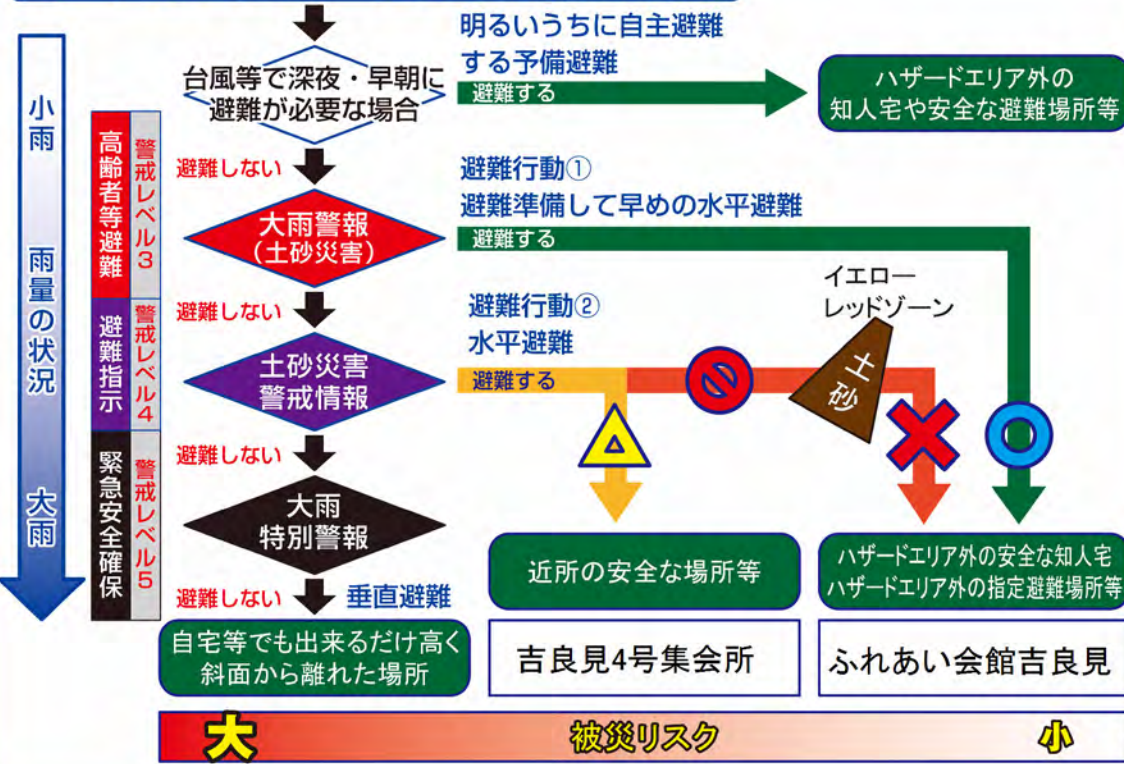 明るいうちに自主避難
する予備避難
台風等で深夜・早朝に
避難が必要な場合
避難する
ハザードエリア外の
知人宅や安全な避難場所等
小雨
雨量の状況
大雨
高齢者等避難
警戒レベル3
避難しない
避難行動①
避難準備して早めの水平避難
大雨警報
(土砂災害)
避難する
イエロー
レッドゾーン
土砂
避難指示
警戒レベル4
避難しない
避難行動②
水平避難
土砂災害
警戒情報
避難する
緊急安全確保
警戒レベル5
避難しない
大雨
特別警報
避難しない
垂直避難
自宅等でも出来るだけ高く
斜面から離れた場所
近所の安全な場所等
吉良見4号集会所
ハザードエリア外の安全な知人宅
ハザードエリア外の指定避難場所等
ふれあい会館吉良見
大
被災リスク
小